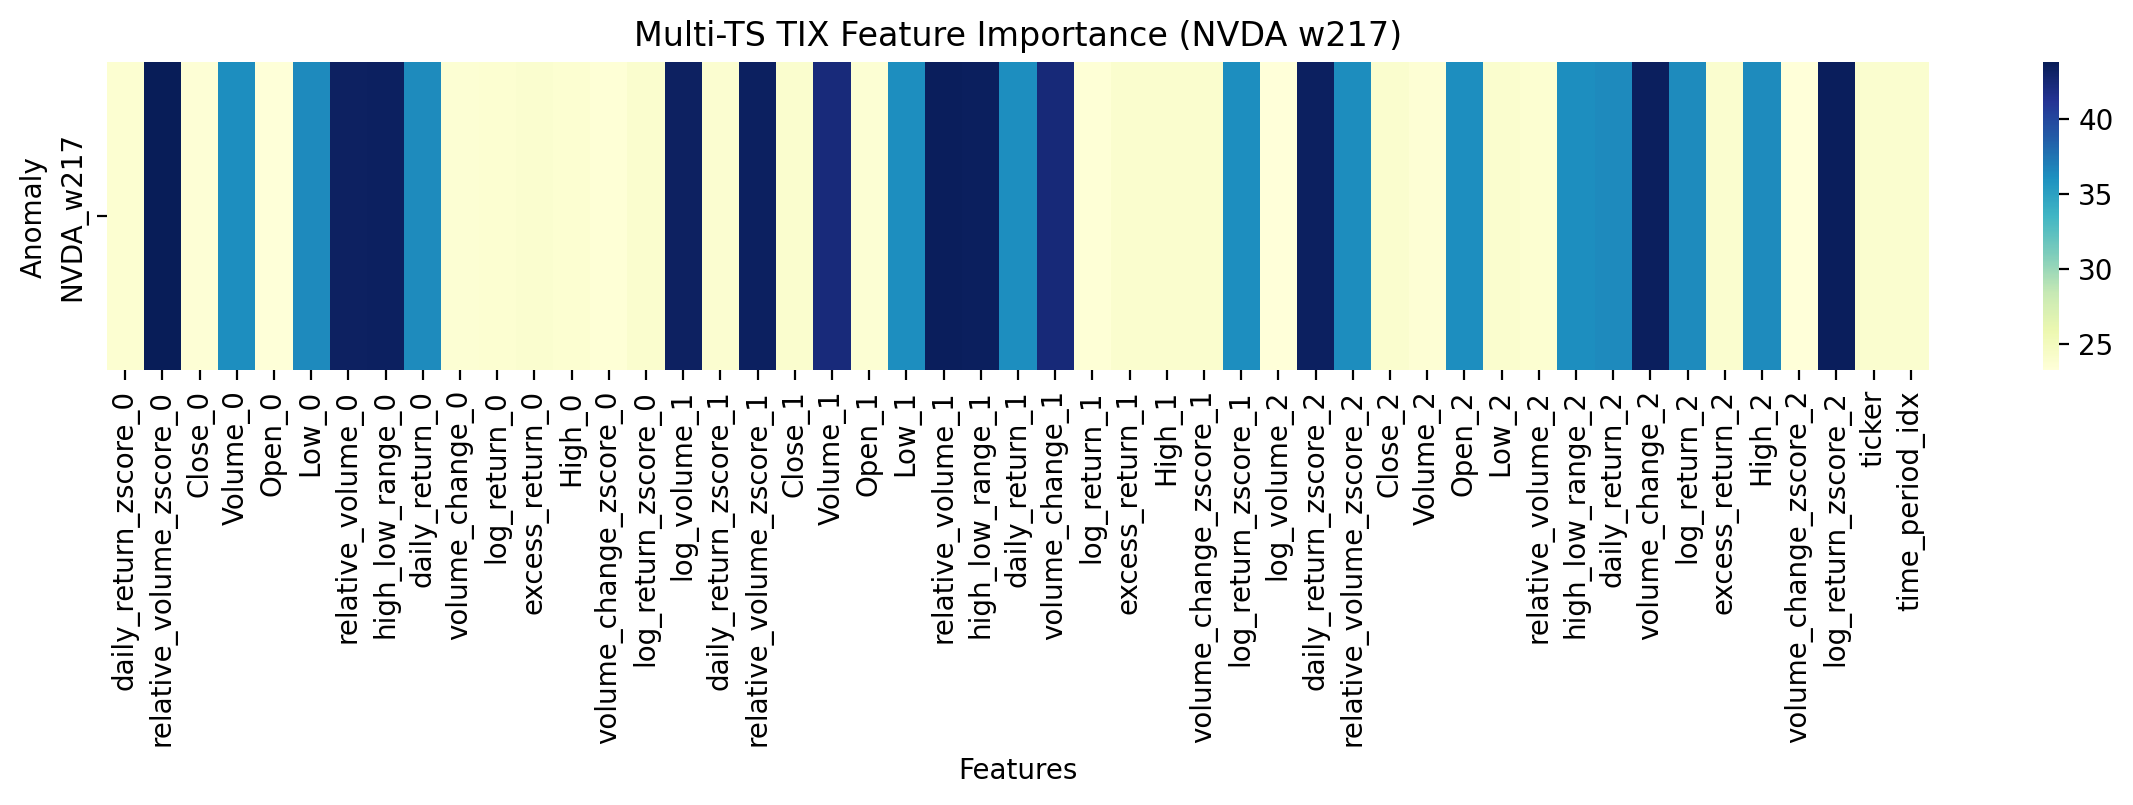 Multi-TS TIX Feature Importance (NVDA w217)
Anomaly
NVDA_w217
40
35
30
25
daily_return_zscore_0
relative_volume_zscore_0
Close_0
Volume_0
Open_0
Low_0
relative_volume_0
high_low_range_0
daily_return_0
volume_change_0
log_return_0
excess_return_0
High_0
volume_change_zscore_0
log_return_zscore_0
log_volume_1
daily_return_zscore_1
relative_volume_zscore_1
Close_1
Volume_1
Open_1
Low_1
relative_volume_1
high_low_range_1
daily_return_1
volume_change_1
log_return_1
excess_return_1
High_1
volume_change_zscore_1
log_return_zscore_1
log_volume_2
daily_return_zscore_2
relative_volume_zscore_2
Close_2
Volume_2
Open_2
Low_2
relative_volume_2
high_low_range_2
daily_return_2
volume_change_2
log_return_2
excess_return_2
High_2
volume_change_zscore_2
log_return_zscore_2
ticker
time_period_idx
Features